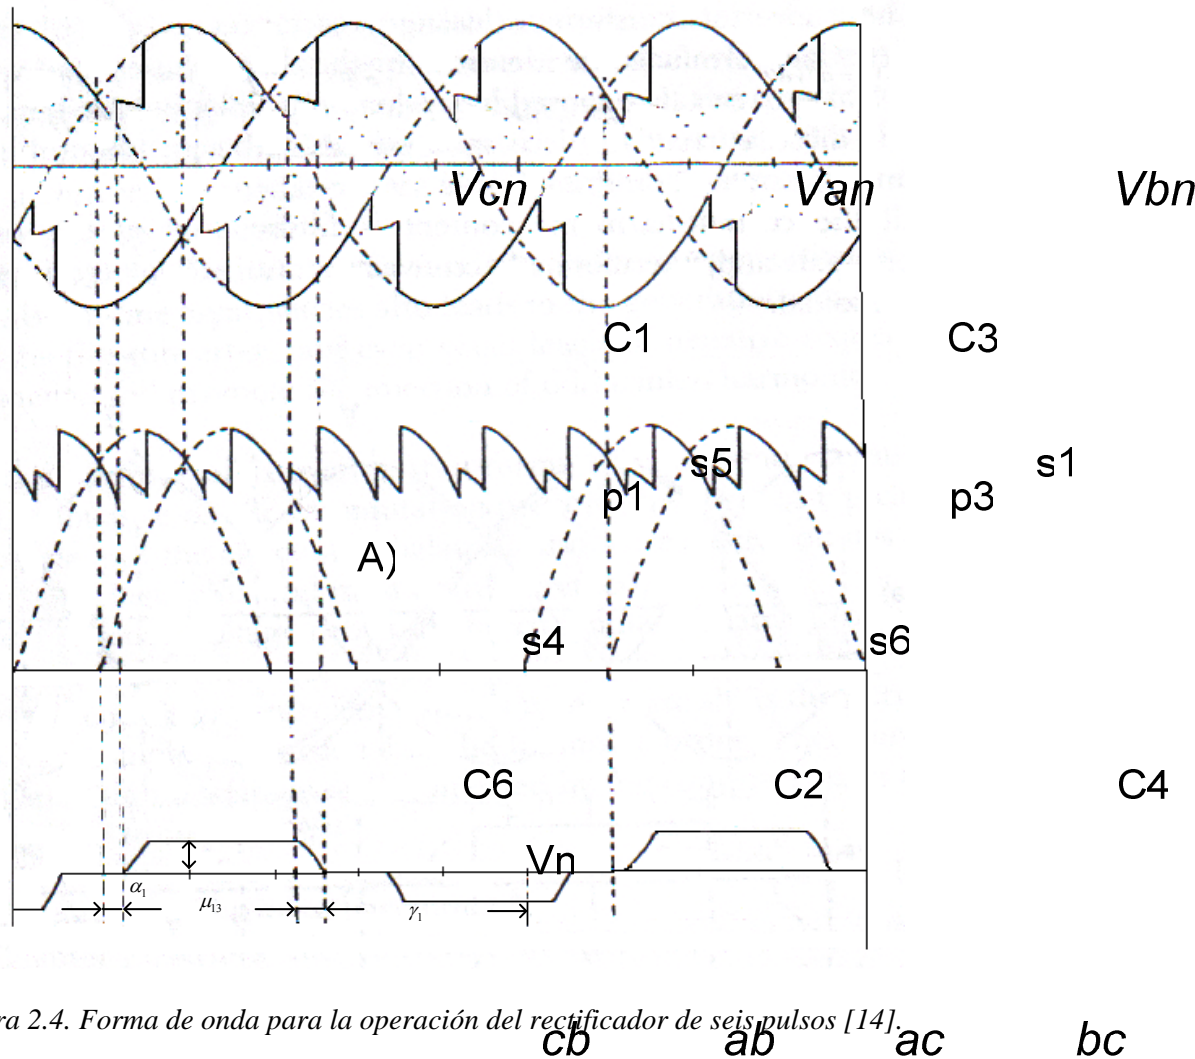 Vcn Van Vbn
C1 C3
s5 s1
p1 p3
A)
s4 s6
C6 C2 C4
Vn
α1 μ13 γ1
ra 2.4. Forma de onda para la operación del rectificador de seis pulsos [14].
cb ab ac bc